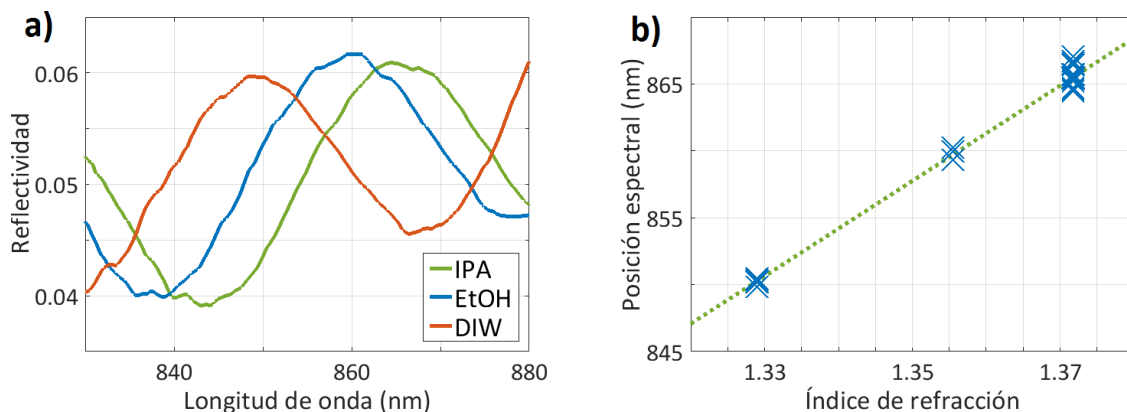 a)
Reflectividad
0.06
0.05
0.04
IPA
EtOH
DIW
840
860
880
Longitud de onda (nm)
b)
Posición espectral (nm)
865
855
845
1.33
1.35
1.37
Índice de refracción